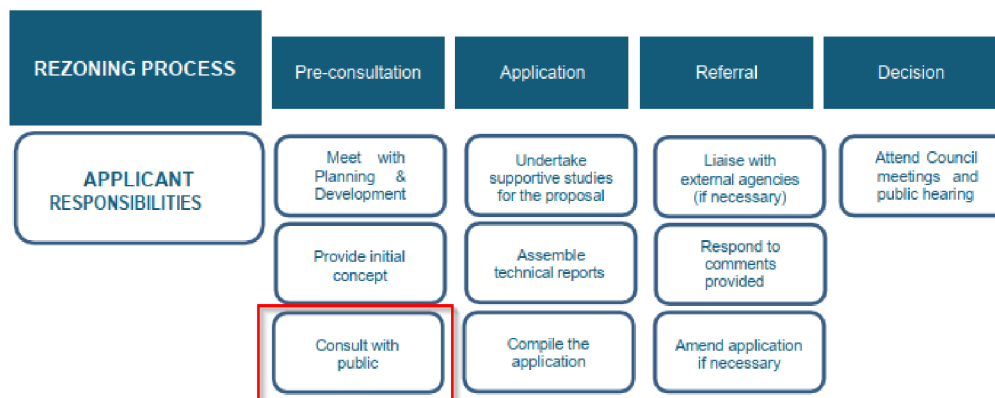 REZONING PROCESS
Pre-consultation
Application
Referral
Decision
APPLICANT
RESPONSIBILITIES
Meet with
Planning &
Development
Undertake
supportive studies
for the proposal
Liaise with
external agencies
(if necessary)
Attend Council
meetings and
public hearing
Provide initial
concept
Assemble
technical reports
Respond to
comments
provided
Consult with
public
Compile the
application
Amend application
if necessary